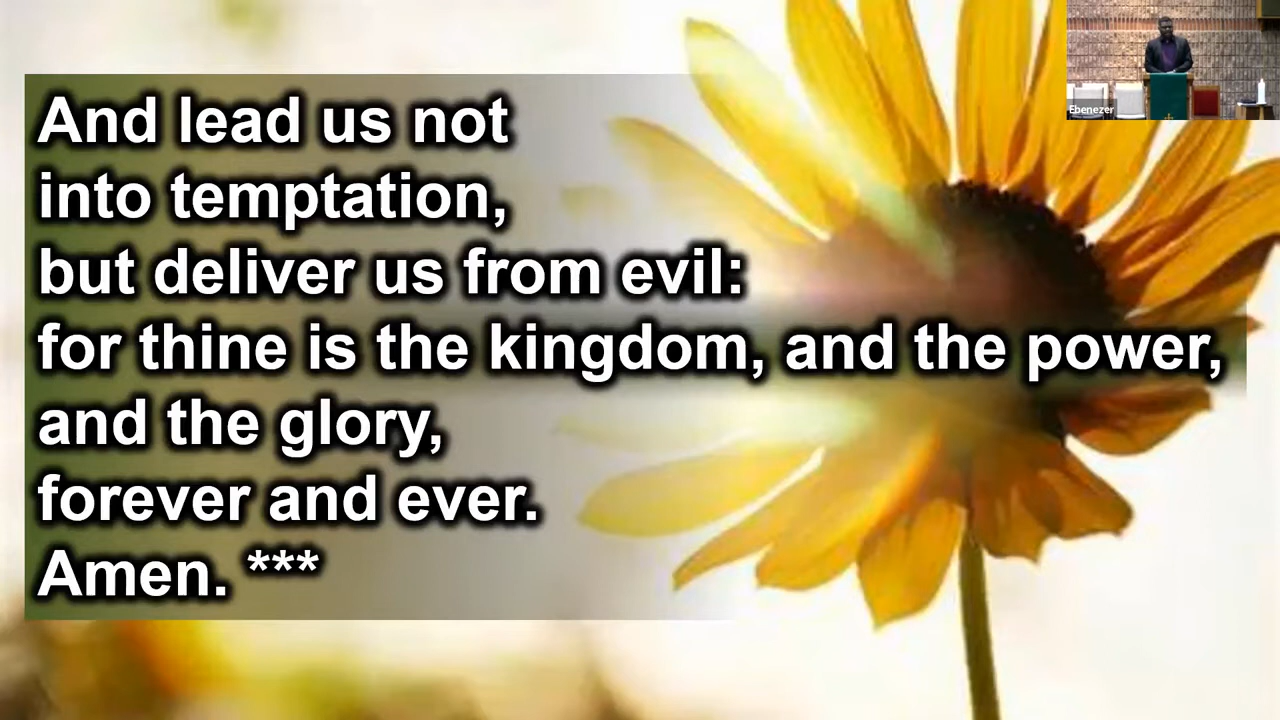 And lead us not
into temptation,
but deliver us from evil:
for thine is the kingdom, and the power,
and the glory,
forever and ever.
Amen. ***
Ebenezer